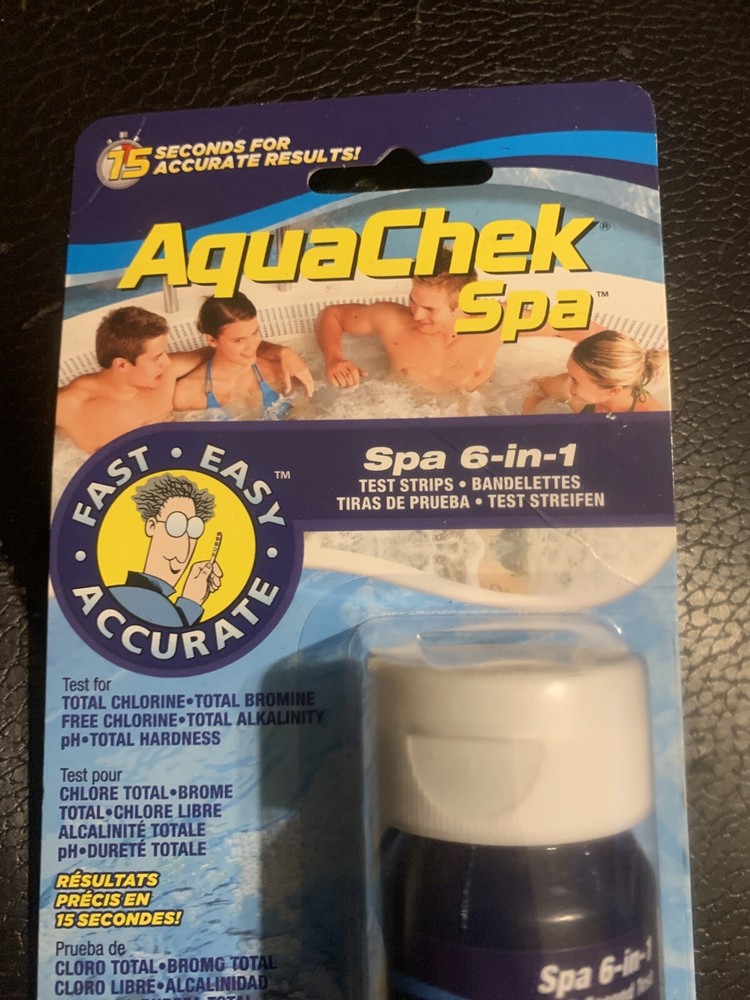 15 SECONDS FOR
ACCURATE RESULTS!
AquaChek®
Spa™
Spa 6-in-1
TEST STRIPS • BANDELETTES
TIRAS DE PRUEBA • TEST STREIFEN
FAST • EASY • ACCURATE •™
Test for
TOTAL CHLORINE•TOTAL BROMINE
FREE CHLORINE•TOTAL ALKALINITY
pH•TOTAL HARDNESS
Test pour
CHLORE TOTAL•BROME
TOTAL•CHLORE LIBRE
ALCALINITÉ TOTALE
pH•DURETÉ TOTALE
RÉSULTATS
PRÉCIS EN
15 SECONDES!
Prueba de
CLORO TOTAL•BROMO TOTAL
CLORO LIBRE•ALCALINIDAD
TOTAL
Spa 6-in-1